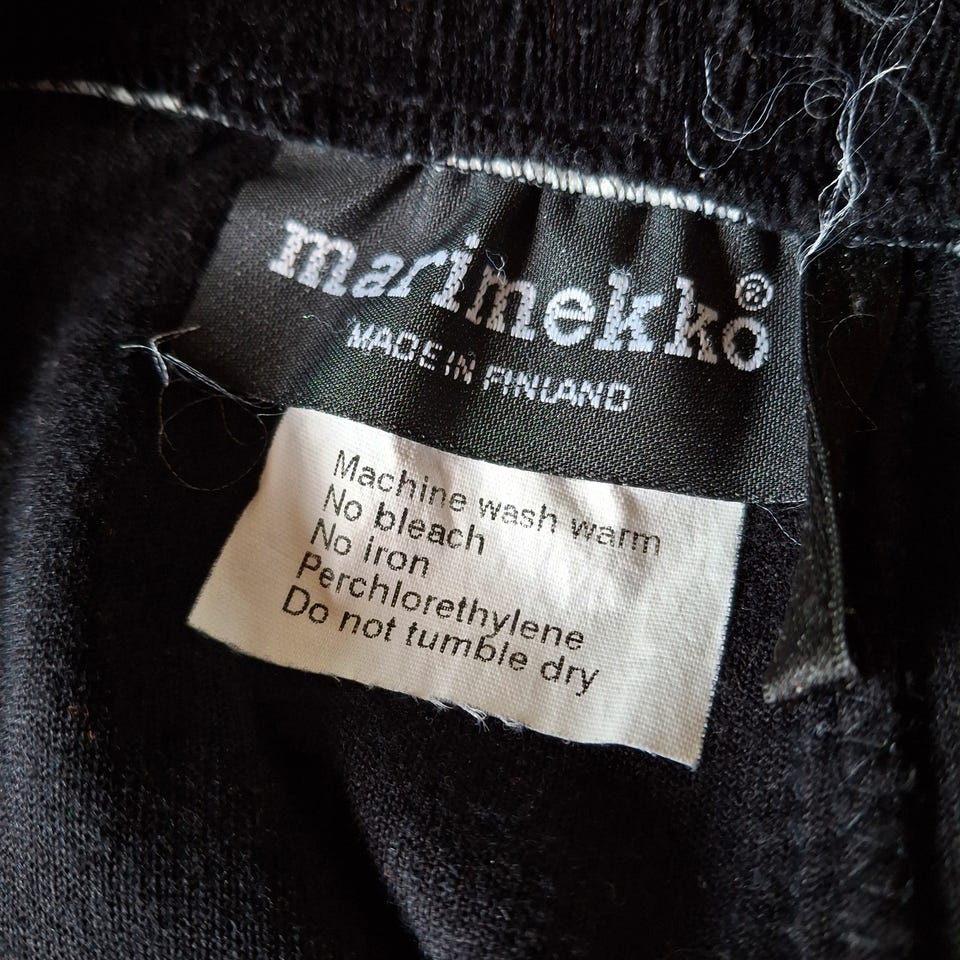 marimekko®
MADE IN FINLAND
Machine wash warm
No bleach
No iron
Perchlorethylene
Do not tumble dry